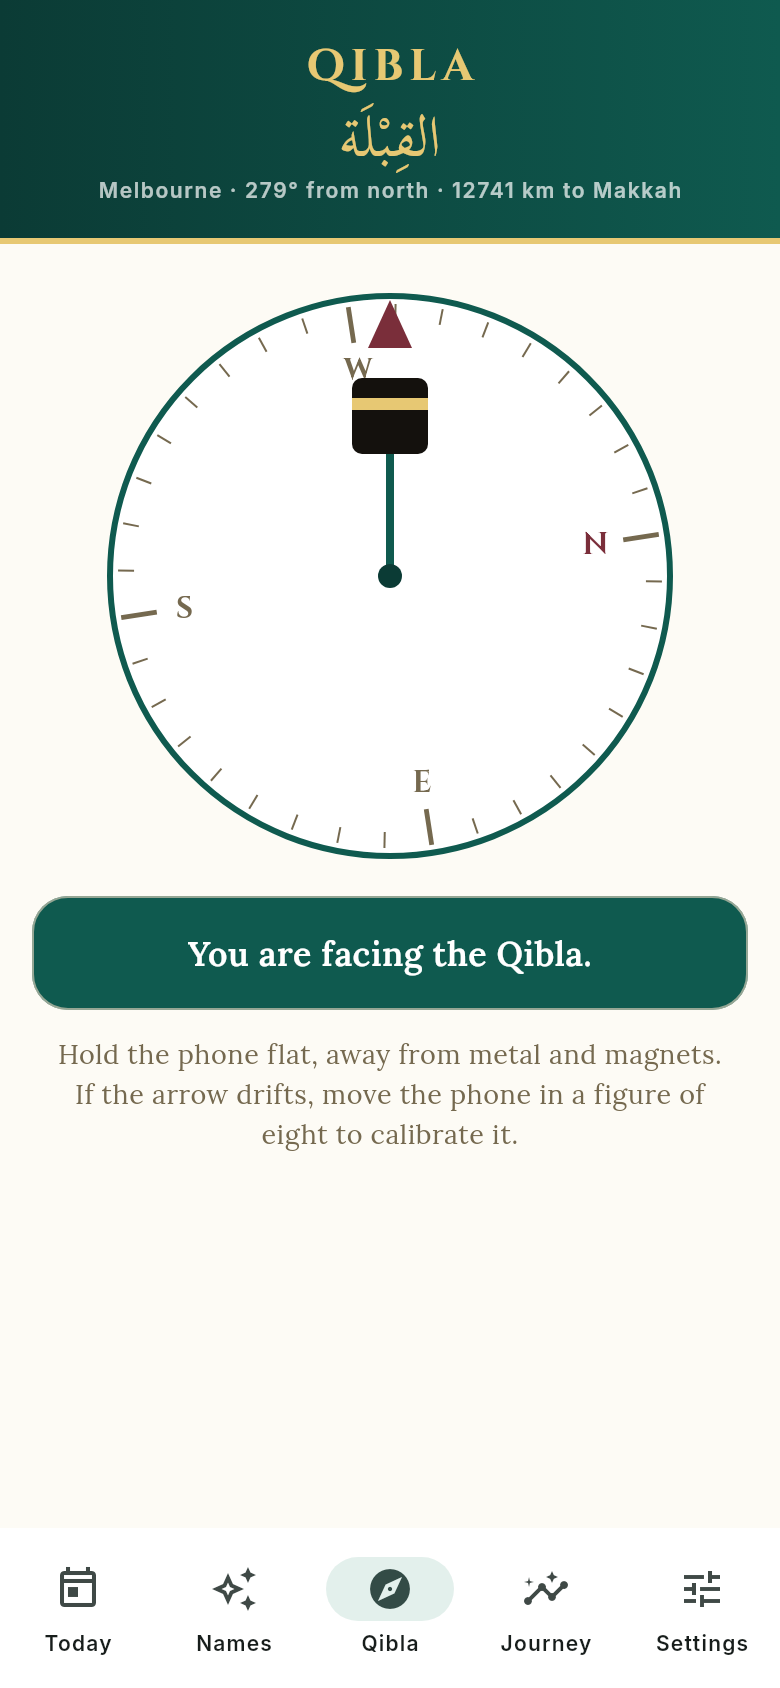 QIBLA
القِبْلَة
Melbourne · 279° from north · 12741 km to Makkah
W
N
S
E
You are facing the Qibla.
Hold the phone flat, away from metal and magnets.
If the arrow drifts, move the phone in a figure of
eight to calibrate it.
Today
Names
Qibla
Journey
Settings